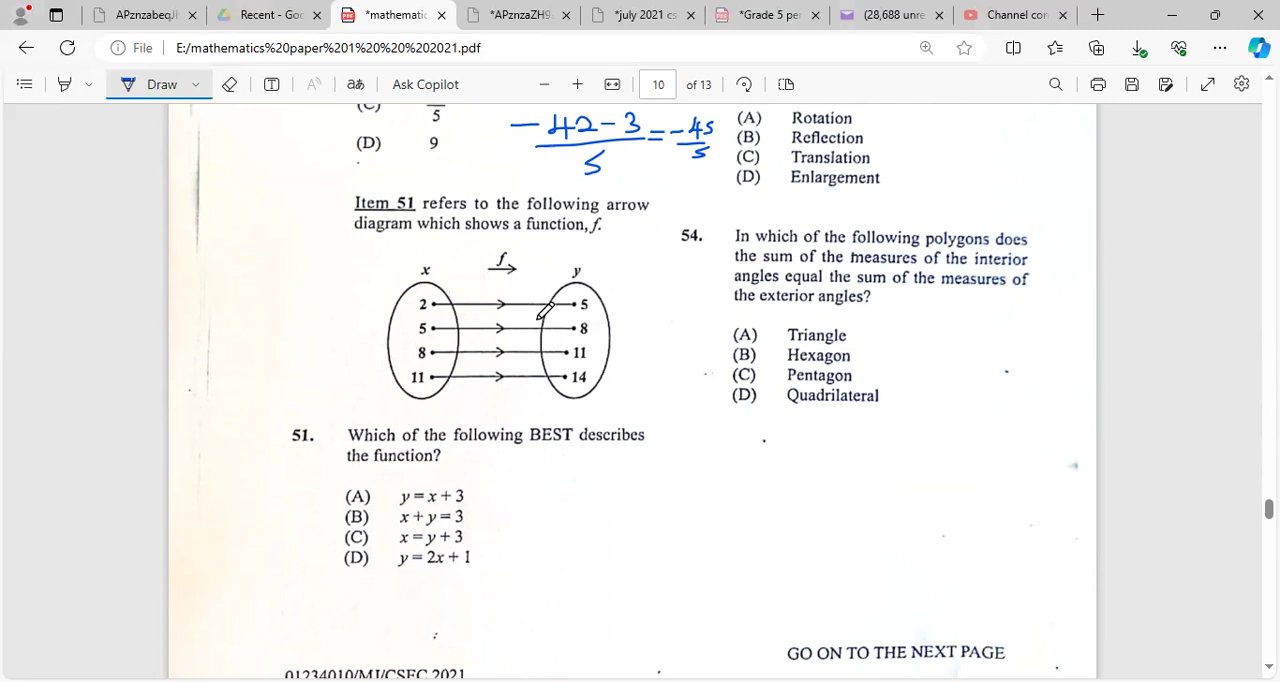 APznzabeqJl
Recent - Goo
*mathematic
*APznzaZH9
*july 2021 cs
*Grade 5 per
(28,688 unre
Channel con
File
E:/mathematics%20paper%201%20%20%202021.pdf
Draw
Ask Copilot
10 of 13
(C) 5
(D) 9
- 42 - 3 = - 45
5 5
Item 51 refers to the following arrow
diagram which shows a function, f.
f
x y
2 5
5 8
8 11
11 14
51. Which of the following BEST describes
the function?
(A) y = x + 3
(B) x + y = 3
(C) x = y + 3
(D) y = 2x + 1
01234010/MJ/CSEC 2021
(A) Rotation
(B) Reflection
(C) Translation
(D) Enlargement
54. In which of the following polygons does
the sum of the measures of the interior
angles equal the sum of the measures of
the exterior angles?
(A) Triangle
(B) Hexagon
(C) Pentagon
(D) Quadrilateral
GO ON TO THE NEXT PAGE